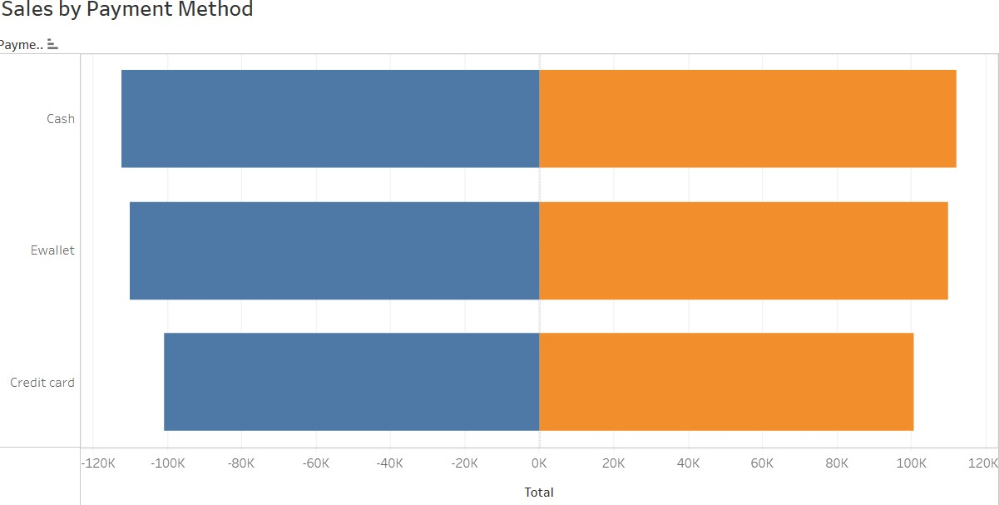 Sales by Payment Method
Payme..
Cash
Ewallet
Credit card
-120K -100K -80K -60K -40K -20K 0K 20K 40K 60K 80K 100K 120K
Total